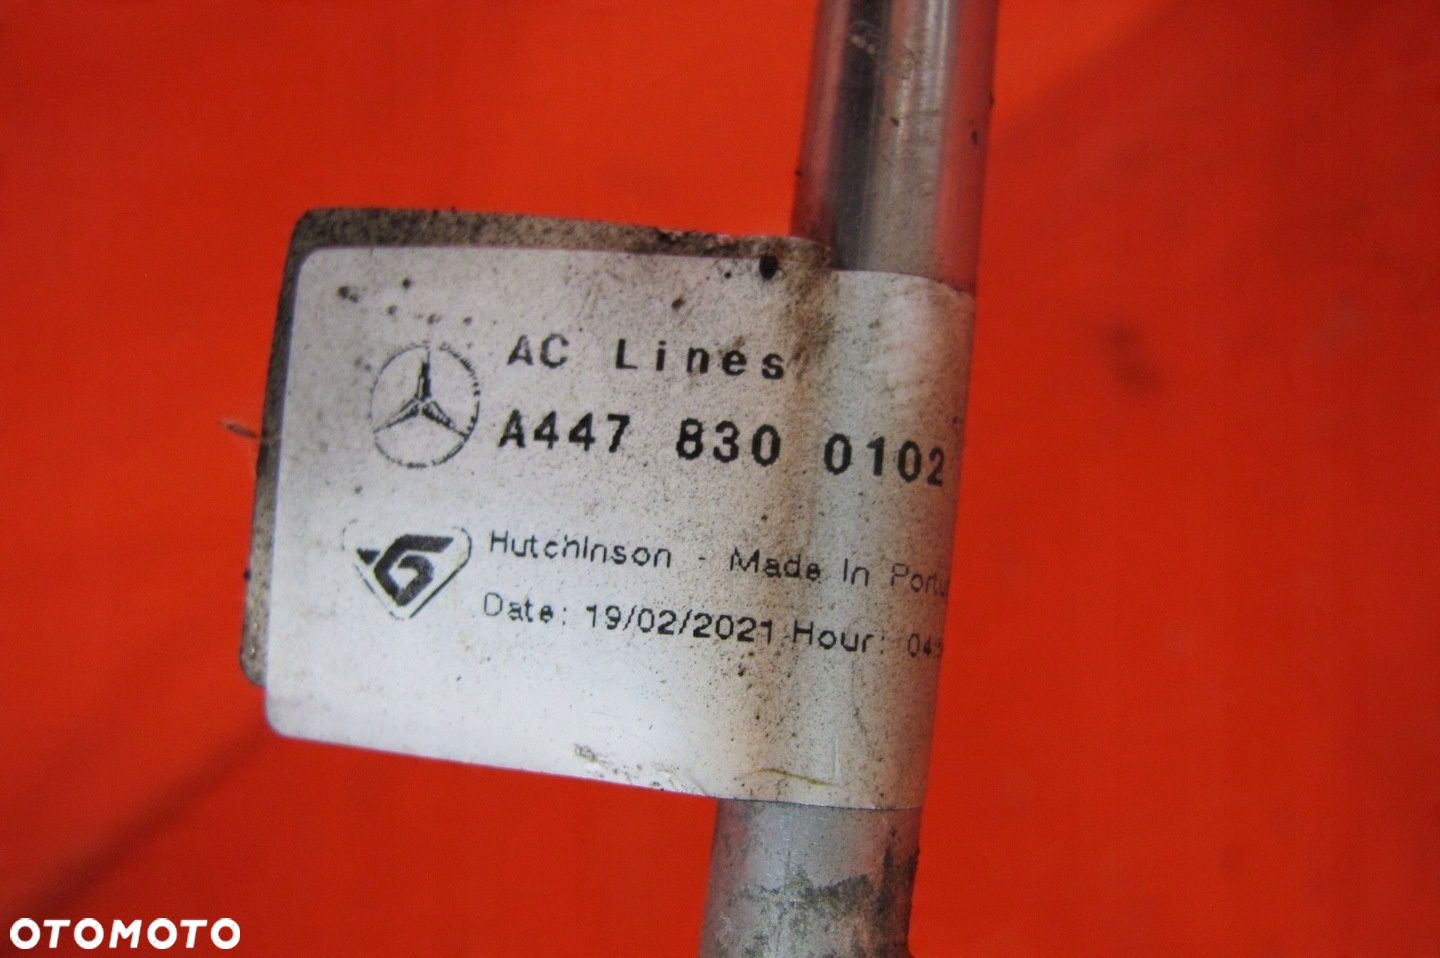 AC Lines
A447 830 0102
Hutchinson - Made In
Date: 19/02/2021 Hour:
OTOMOTO